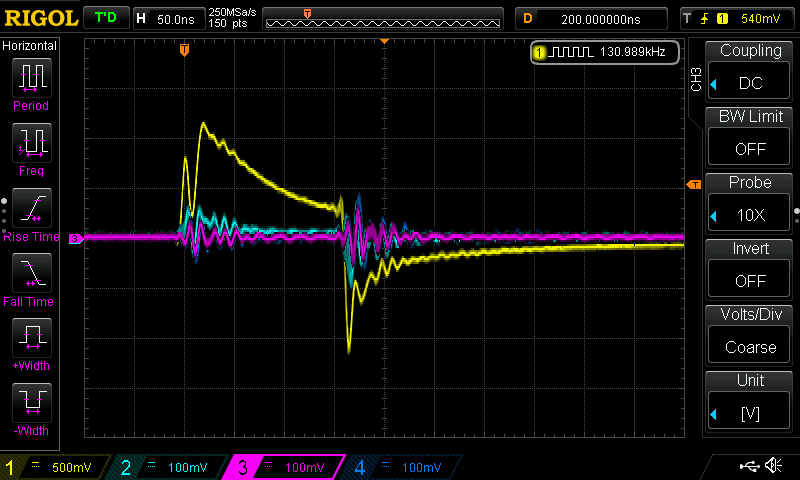 RIGOL T'D H 50.0ns 250MSa/s 150 pts T D 200.000000ns T 1 540mV
Horizontal
Period
Freq
Rise Time
Fall Time
+Width
-Width
T
1 130.989kHz
3
T
CH3
Coupling
DC
BW Limit
OFF
Probe
10X
Invert
OFF
Volts/Div
Coarse
Unit
[V]
1 500mV 2 100mV 3 100mV 4 100mV